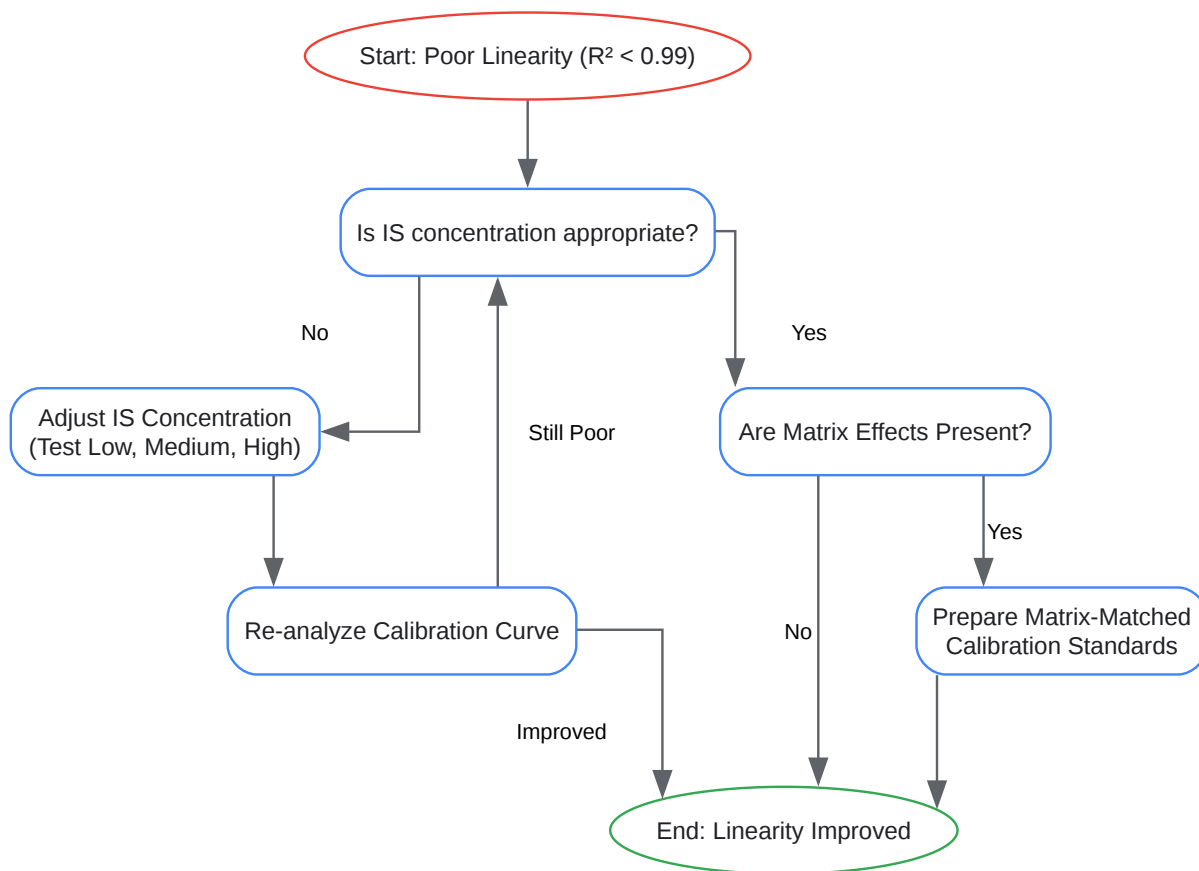 Start: Poor Linearity (R² < 0.99)
Is IS concentration appropriate?
No
Yes
Adjust IS Concentration
(Test Low, Medium, High)
Still Poor
Are Matrix Effects Present?
Yes
Re-analyze Calibration Curve
No
Prepare Matrix-Matched
Calibration Standards
Improved
End: Linearity Improved